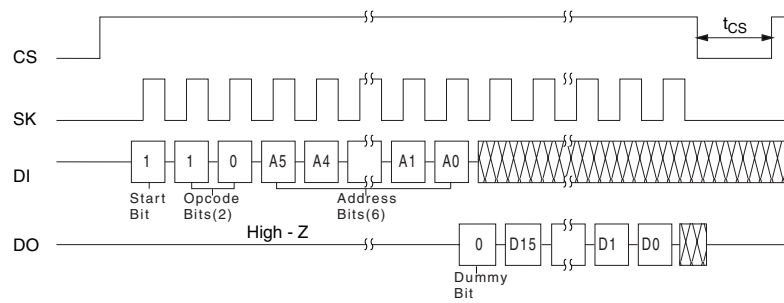 t_CS
CS
SK
1 1 0 A5 A4 A1 A0
DI
Start Bit
Opcode Bits(2)
Address Bits(6)
High - Z
DO
0 D15 D1 D0
Dummy Bit